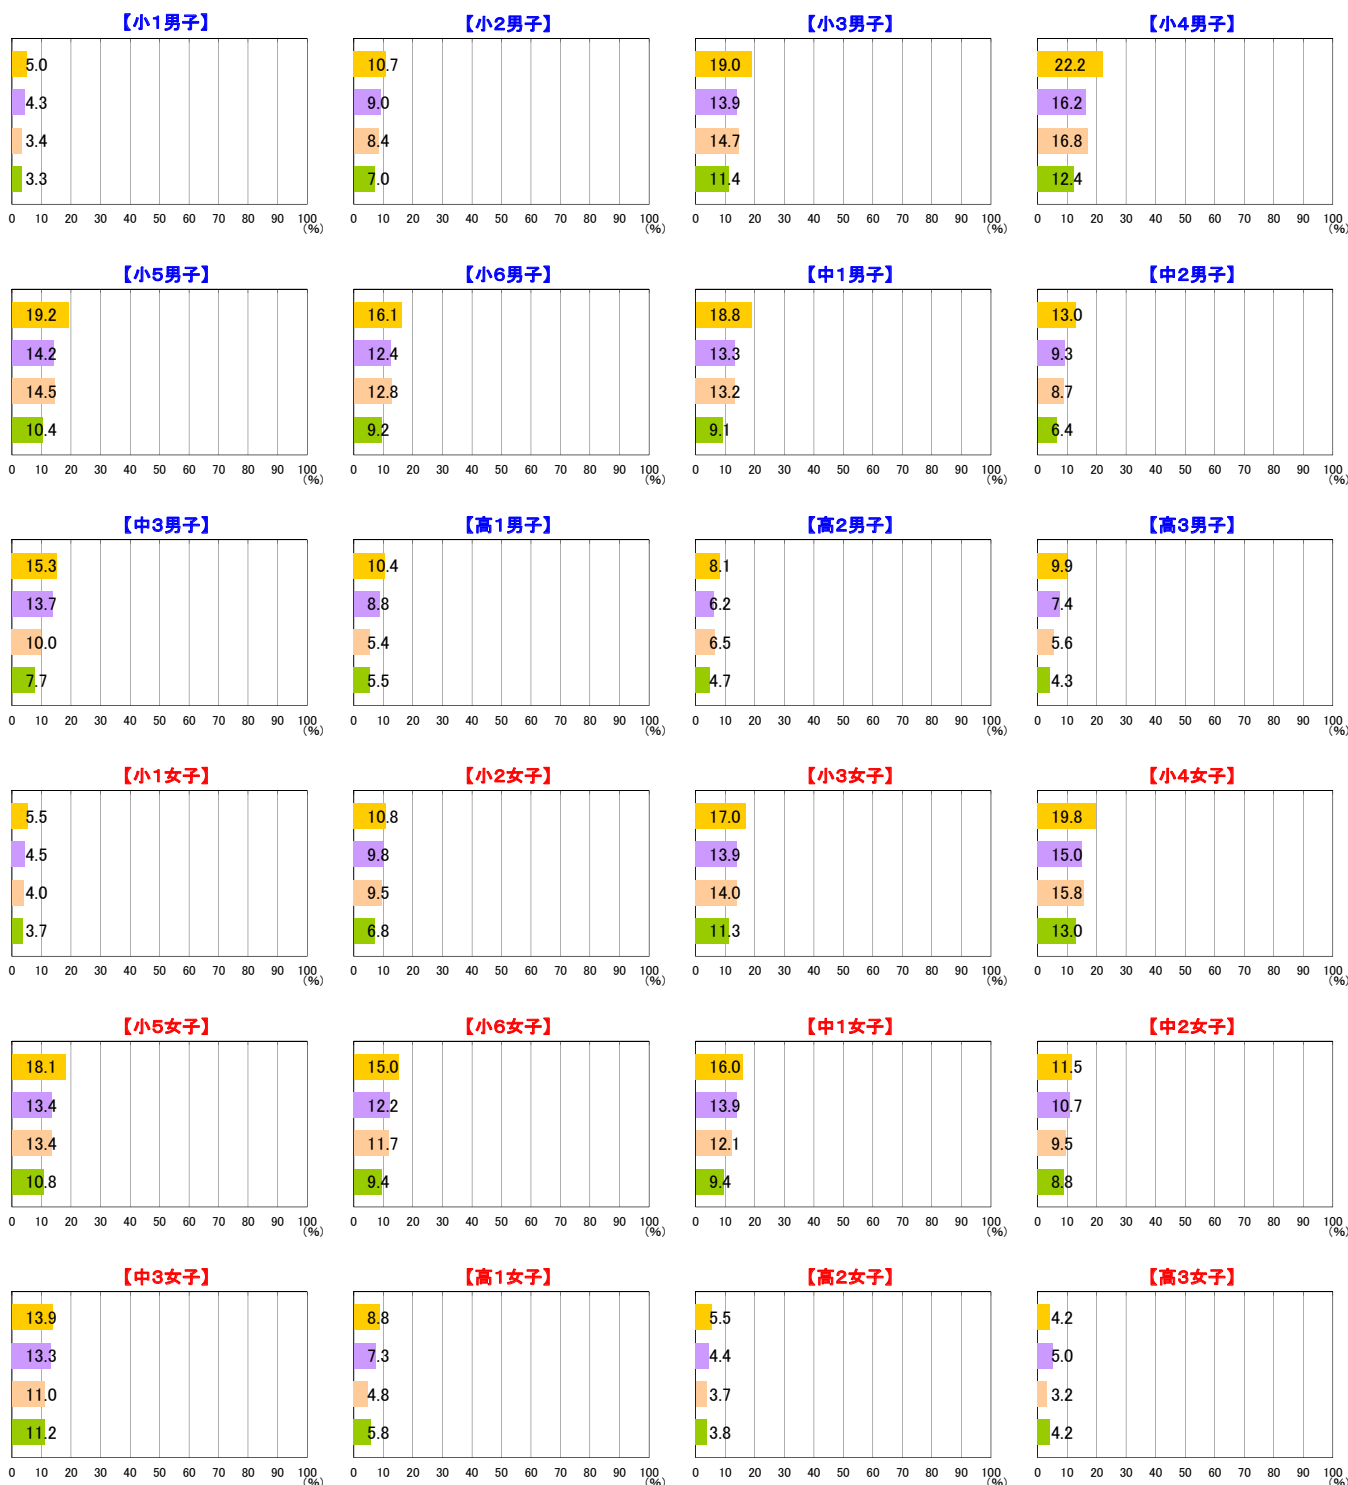 【小1男子】 【小2男子】 【小3男子】 【小4男子】
5.0 10.7 19.0 22.2
4.3 9.0 13.9 16.2
3.4 8.4 14.7 16.8
3.3 7.0 11.4 12.4
0 10 20 30 40 50 60 70 80 90 100 0 10 20 30 40 50 60 70 80 90 100 0 10 20 30 40 50 60 70 80 90 100 0 10 20 30 40 50 60 70 80 90 100
(%) (%) (%) (%)
【小5男子】 【小6男子】 【中1男子】 【中2男子】
19.2 16.1 18.8 13.0
14.2 12.4 13.3 9.3
14.5 12.8 13.2 8.7
10.4 9.2 9.1 6.4
0 10 20 30 40 50 60 70 80 90 100 0 10 20 30 40 50 60 70 80 90 100 0 10 20 30 40 50 60 70 80 90 100 0 10 20 30 40 50 60 70 80 90 100
(%) (%) (%) (%)
【中3男子】 【高1男子】 【高2男子】 【高3男子】
15.3 10.4 8.1 9.9
13.7 8.8 6.2 7.4
10.0 5.4 6.5 5.6
7.7 5.5 4.7 4.3
0 10 20 30 40 50 60 70 80 90 100 0 10 20 30 40 50 60 70 80 90 100 0 10 20 30 40 50 60 70 80 90 100 0 10 20 30 40 50 60 70 80 90 100
(%) (%) (%) (%)
【小1女子】 【小2女子】 【小3女子】 【小4女子】
5.5 10.8 17.0 19.8
4.5 9.8 13.9 15.0
4.0 9.5 14.0 15.8
3.7 6.8 11.3 13.0
0 10 20 30 40 50 60 70 80 90 100 0 10 20 30 40 50 60 70 80 90 100 0 10 20 30 40 50 60 70 80 90 100 0 10 20 30 40 50 60 70 80 90 100
(%) (%) (%) (%)
【小5女子】 【小6女子】 【中1女子】 【中2女子】
18.1 15.0 16.0 11.5
13.4 12.2 13.9 10.7
13.4 11.7 12.1 9.5
10.8 9.4 9.4 8.8
0 10 20 30 40 50 60 70 80 90 100 0 10 20 30 40 50 60 70 80 90 100 0 10 20 30 40 50 60 70 80 90 100 0 10 20 30 40 50 60 70 80 90 100
(%) (%) (%) (%)
【中3女子】 【高1女子】 【高2女子】 【高3女子】
13.9 8.8 5.5 4.2
13.3 7.3 4.4 5.0
11.0 4.8 3.7 3.2
11.2 5.8 3.8 4.2
0 10 20 30 40 50 60 70 80 90 100 0 10 20 30 40 50 60 70 80 90 100 0 10 20 30 40 50 60 70 80 90 100 0 10 20 30 40 50 60 70 80 90 100
(%) (%) (%) (%)